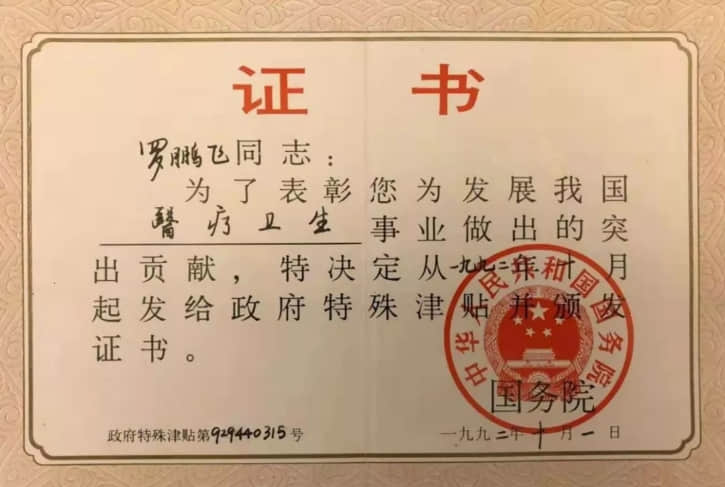 证书
罗鹏飞同志：
为了表彰您为发展我国
醫疗卫生事业做出的突
出贡献，特决定从一九九二年十月
起发给政府特殊津贴并颁发
证书。
中华人民共和国国务院
国务院
政府特殊津贴第929440315号
一九九二年十月一日